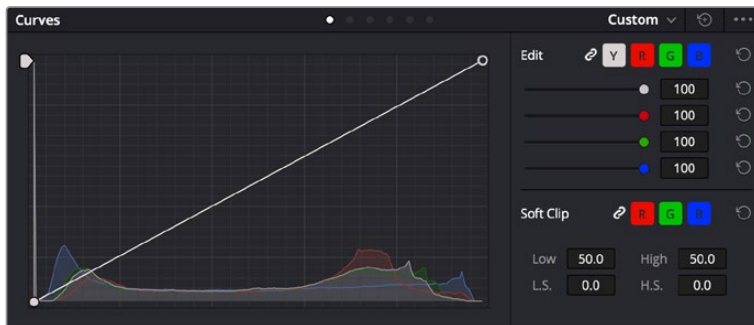 Curves Custom
Edit Y R G B
100
100
100
100
Soft Clip R G B
Low 50.0 High 50.0
L.S. 0.0 H.S. 0.0